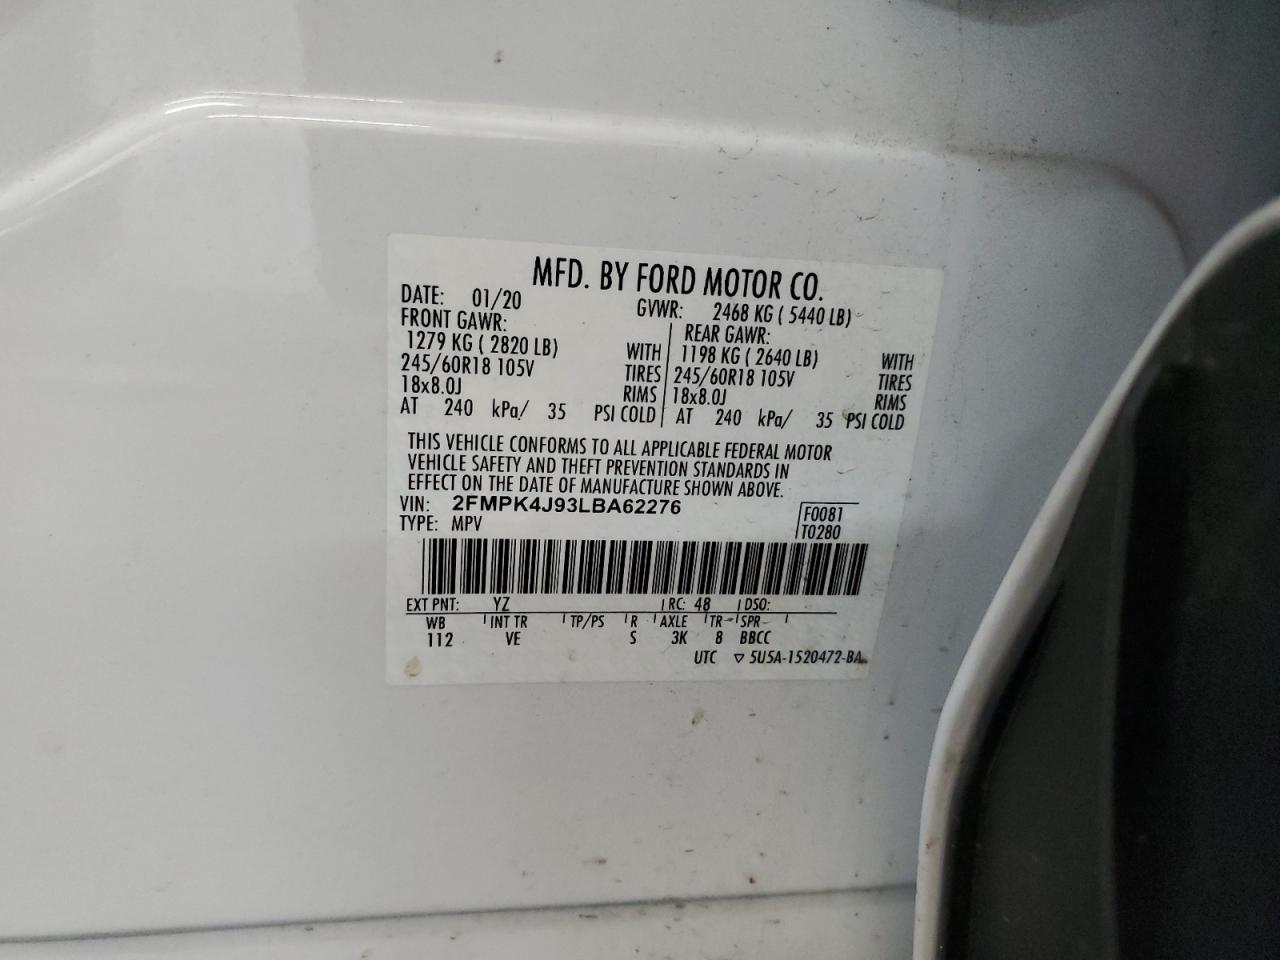 MFD. BY FORD MOTOR CO.
DATE: 01/20 GVWR: 2468 KG ( 5440 LB)
FRONT GAWR: REAR GAWR:
1279 KG ( 2820 LB) WITH 1198 KG ( 2640 LB) WITH
245/60R18 105V TIRES 245/60R18 105V TIRES
18x8.0J RIMS 18x8.0J RIMS
AT 240 kPa/ 35 PSI COLD AT 240 kPa/ 35 PSI COLD
THIS VEHICLE CONFORMS TO ALL APPLICABLE FEDERAL MOTOR
VEHICLE SAFETY AND THEFT PREVENTION STANDARDS IN
EFFECT ON THE DATE OF MANUFACTURE SHOWN ABOVE.
VIN: 2FMPK4J93LBA62276 F0081
TYPE: MPV T0280
EXT PNT: YZ RC: 48 DSO:
WB INT TR TP/PS R AXLE TR SPR
112 VE S 3K 8 BBCC
UTC ▽ 5U5A-1520472-BA